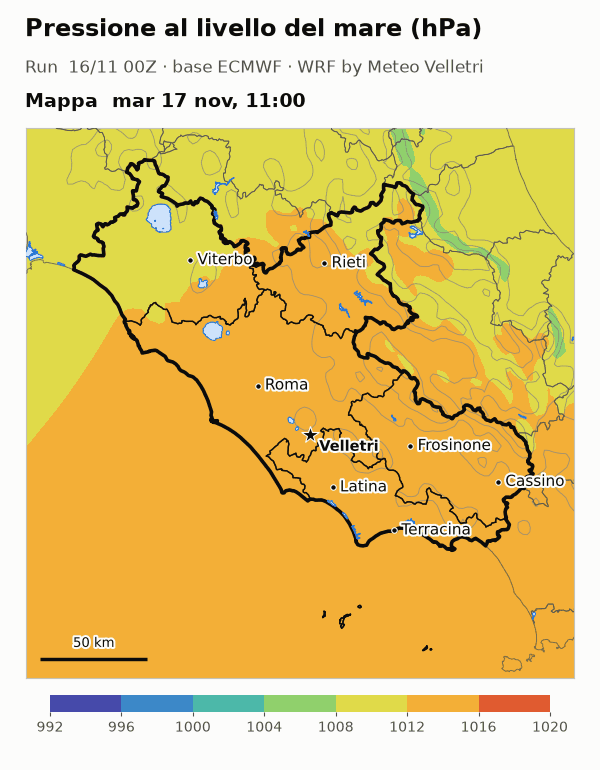 Pressione al livello del mare (hPa)
Run  16/11 00Z · base ECMWF · WRF by Meteo Velletri
Mappa  mar 17 nov, 11:00
Viterbo
Rieti
Roma
Velletri
Frosinone
Cassino
Latina
Terracina
50 km
992 996 1000 1004 1008 1012 1016 1020